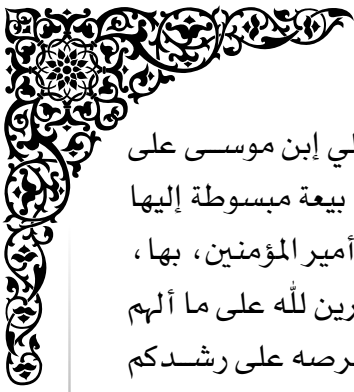 لي إبن موسى على
بيعة مبسوطة إليها
أمير المؤمنين، بها،
رين لله على ما ألهم
رصه على رشدكم